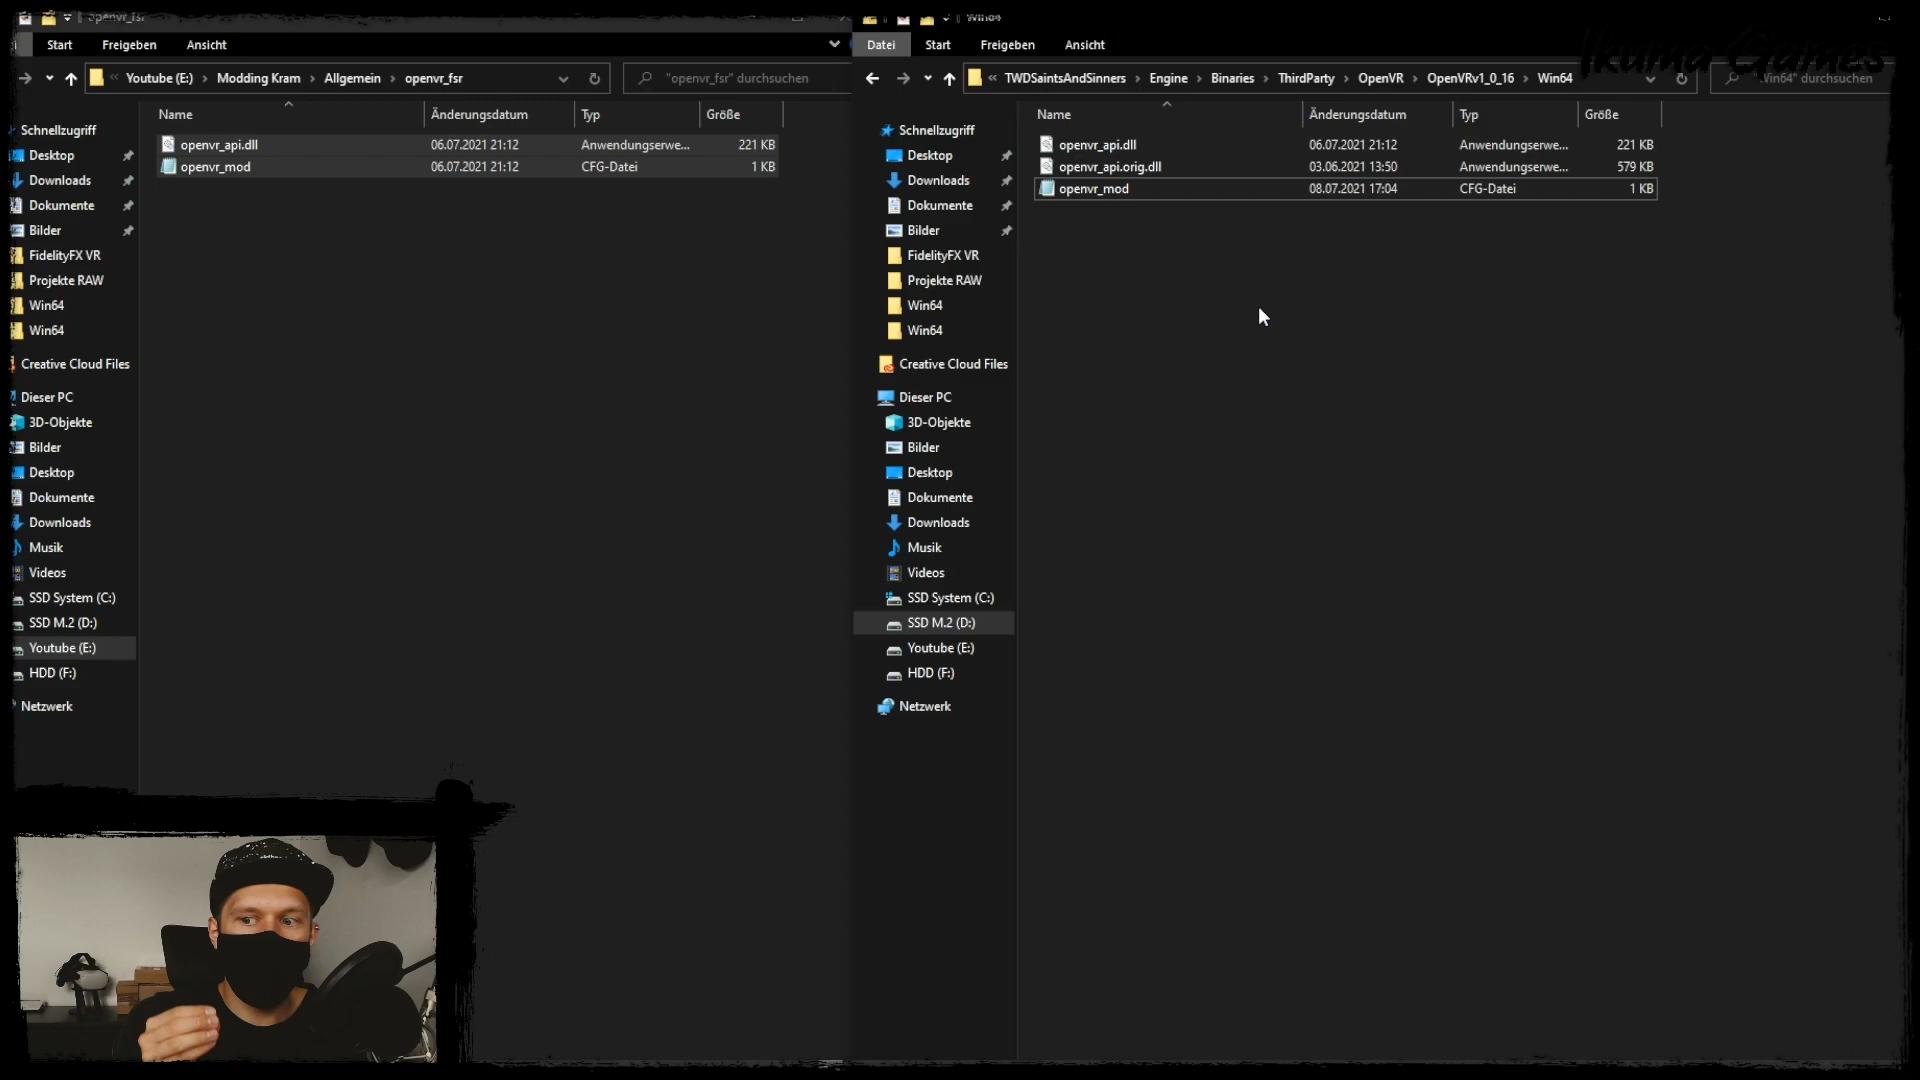 openvr_fsr
Start Freigeben Ansicht
Youtube (E:) Modding Kram Allgemein openvr_fsr "openvr_fsr" durchsuchen
Name Änderungsdatum Typ Größe
openvr_api.dll 06.07.2021 21:12 Anwendungserwe... 221 KB
openvr_mod 06.07.2021 21:12 CFG-Datei 1 KB
Schnellzugriff
Desktop
Downloads
Dokumente
Bilder
FidelityFX VR
Projekte RAW
Win64
Win64
Creative Cloud Files
Dieser PC
3D-Objekte
Bilder
Desktop
Dokumente
Downloads
Musik
Videos
SSD System (C:)
SSD M.2 (D:)
Youtube (E:)
HDD (F:)
Netzwerk
Win64
Datei Start Freigeben Ansicht
Ikuma Games
TWDSaintsAndSinners Engine Binaries ThirdParty OpenVR OpenVRv1_0_16 Win64 "Win64" durchsuchen
Name Änderungsdatum Typ Größe
openvr_api.dll 06.07.2021 21:12 Anwendungserwe... 221 KB
openvr_api.orig.dll 03.06.2021 13:50 Anwendungserwe... 579 KB
openvr_mod 08.07.2021 17:04 CFG-Datei 1 KB
Schnellzugriff
Desktop
Downloads
Dokumente
Bilder
FidelityFX VR
Projekte RAW
Win64
Win64
Creative Cloud Files
Dieser PC
3D-Objekte
Bilder
Desktop
Dokumente
Downloads
Musik
Videos
SSD System (C:)
SSD M.2 (D:)
Youtube (E:)
HDD (F:)
Netzwerk